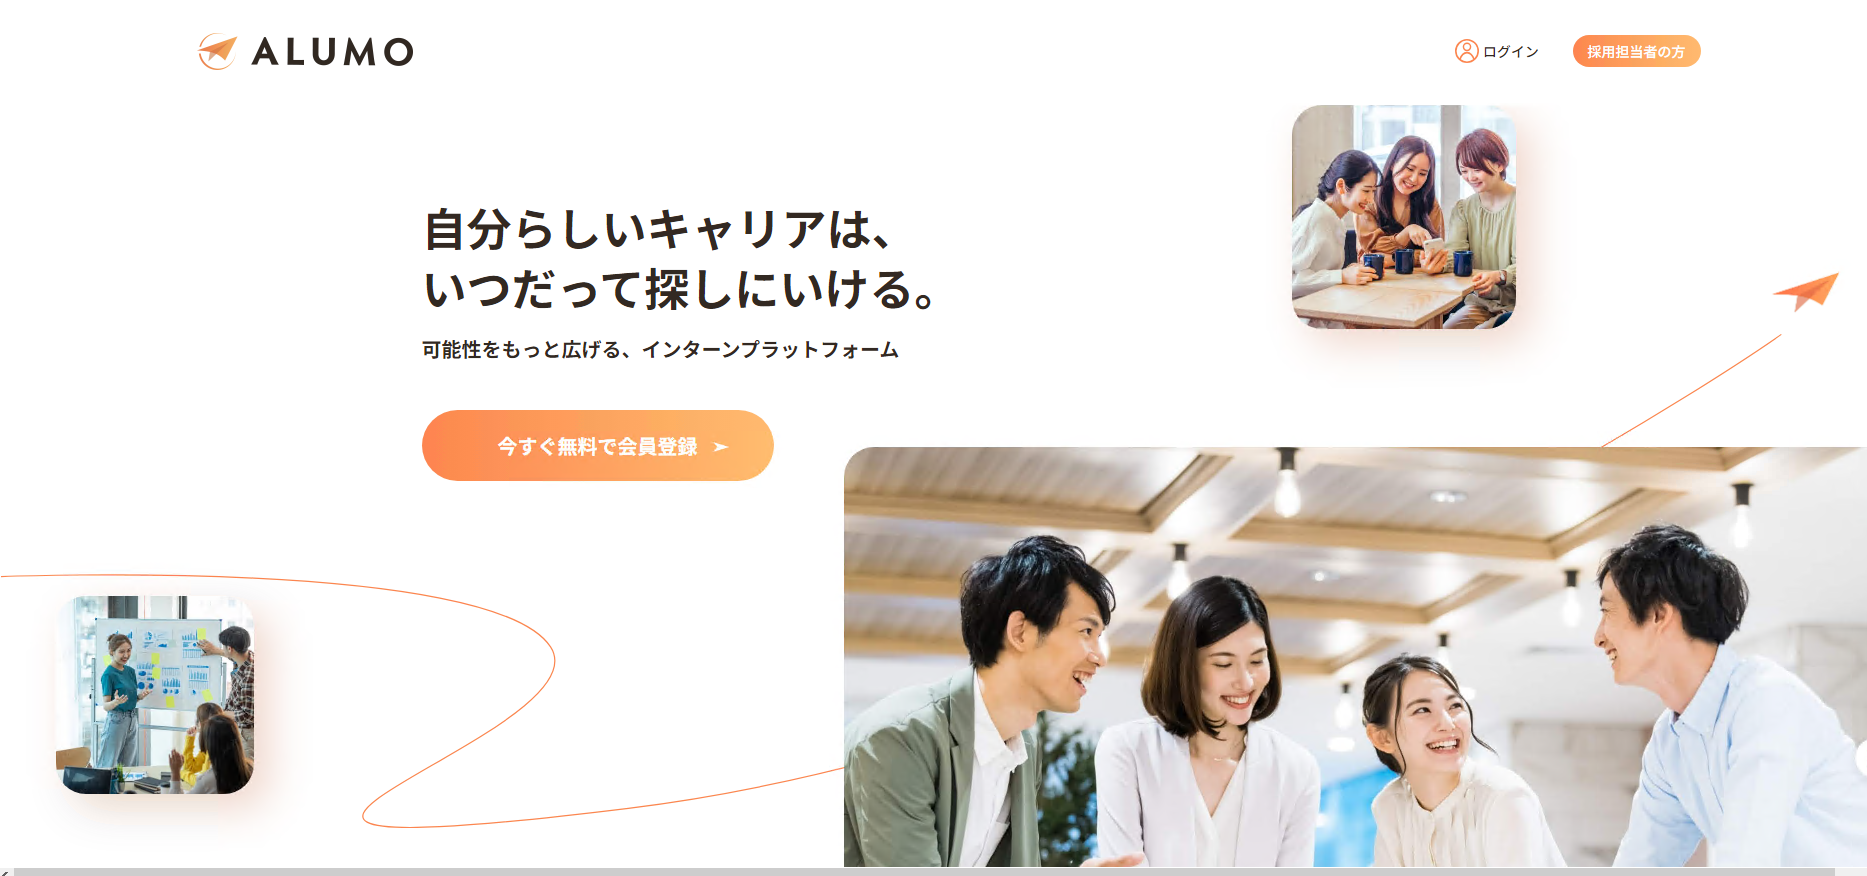 ALUMO
ログイン
採用担当者の方
自分らしいキャリアは、
いつだって探しにいける。
可能性をもっと広げる、インターンプラットフォーム
今すぐ無料で会員登録